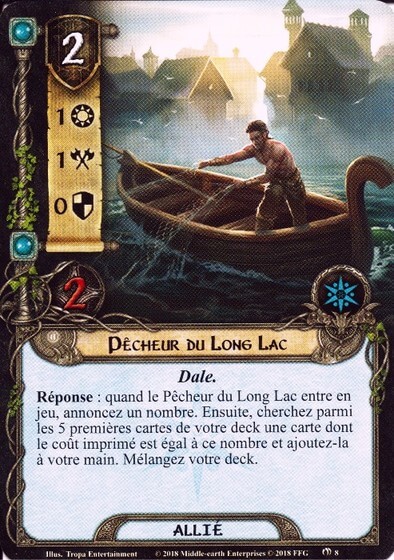 2
1
1
0
2
Pêcheur du Long Lac
Dale.
Réponse : quand le Pêcheur du Long Lac entre en
jeu, annoncez un nombre. Ensuite, cherchez parmi
les 5 premières cartes de votre deck une carte dont
le coût imprimé est égal à ce nombre et ajoutez-la
à votre main. Mélangez votre deck.
Allié
Illus. Tropa Entertainment © 2018 Middle-earth Enterprises © 2018 FFG 8